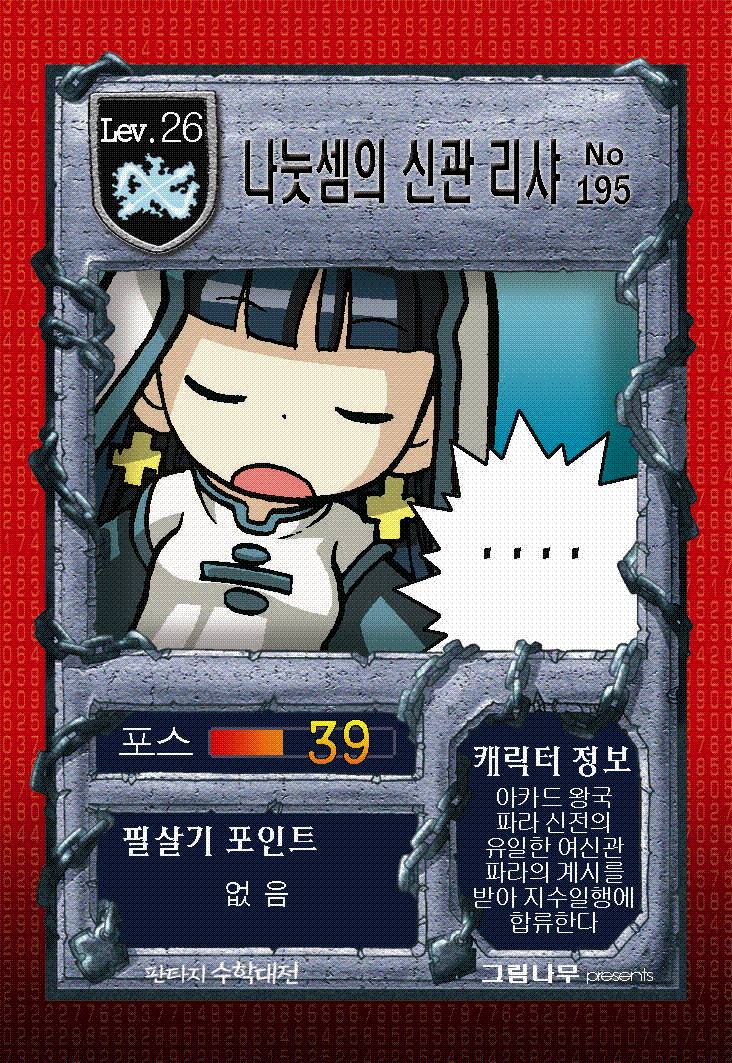 Lev.26
나눗셈의 신관 리샤
No
195
....
포스 39
필살기 포인트
없 음
캐릭터 정보
아카드 왕국
파라 신전의
유일한 여신관
파라의 계시를
받아 지수일행에
합류한다
판타지 수학대전
그림나무 presents